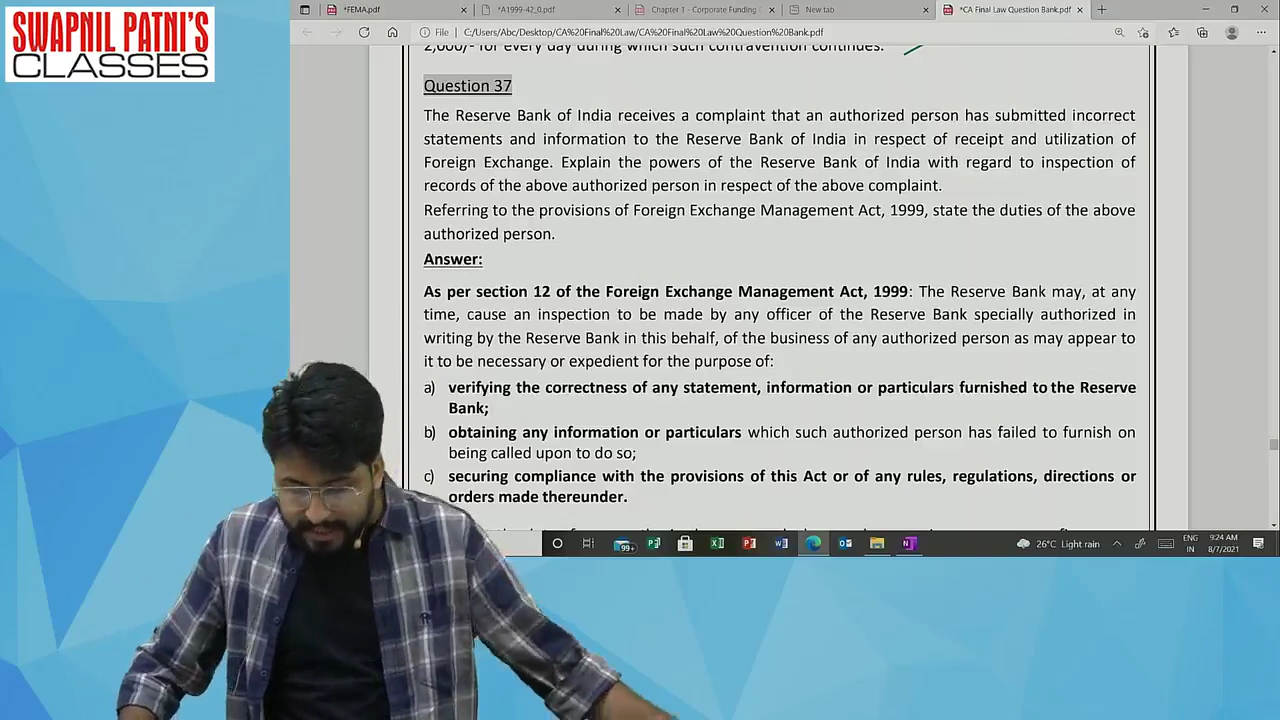 SWAPNIL PATNI'S
CLASSES
*FEMA.pdf
*A1999-42_0.pdf
Chapter 1 - Corporate Funding
New tab
*CA Final Law Question Bank.pdf
File | C:/Users/Abc/Desktop/CA%20Final%20Law/CA%20Final%20Law%20Question%20Bank.pdf
2,000/- for every day during which such contravention continues.
Question 37
The Reserve Bank of India receives a complaint that an authorized person has submitted incorrect
statements and information to the Reserve Bank of India in respect of receipt and utilization of
Foreign Exchange. Explain the powers of the Reserve Bank of India with regard to inspection of
records of the above authorized person in respect of the above complaint.
Referring to the provisions of Foreign Exchange Management Act, 1999, state the duties of the above
authorized person.
Answer:
As per section 12 of the Foreign Exchange Management Act, 1999: The Reserve Bank may, at any
time, cause an inspection to be made by any officer of the Reserve Bank specially authorized in
writing by the Reserve Bank in this behalf, of the business of any authorized person as may appear to
it to be necessary or expedient for the purpose of:
a) verifying the correctness of any statement, information or particulars furnished to the Reserve
Bank;
b) obtaining any information or particulars which such authorized person has failed to furnish on
being called upon to do so;
c) securing compliance with the provisions of this Act or of any rules, regulations, directions or
orders made thereunder.
99+
26°C Light rain
ENG
IN
9:24 AM
8/7/2021